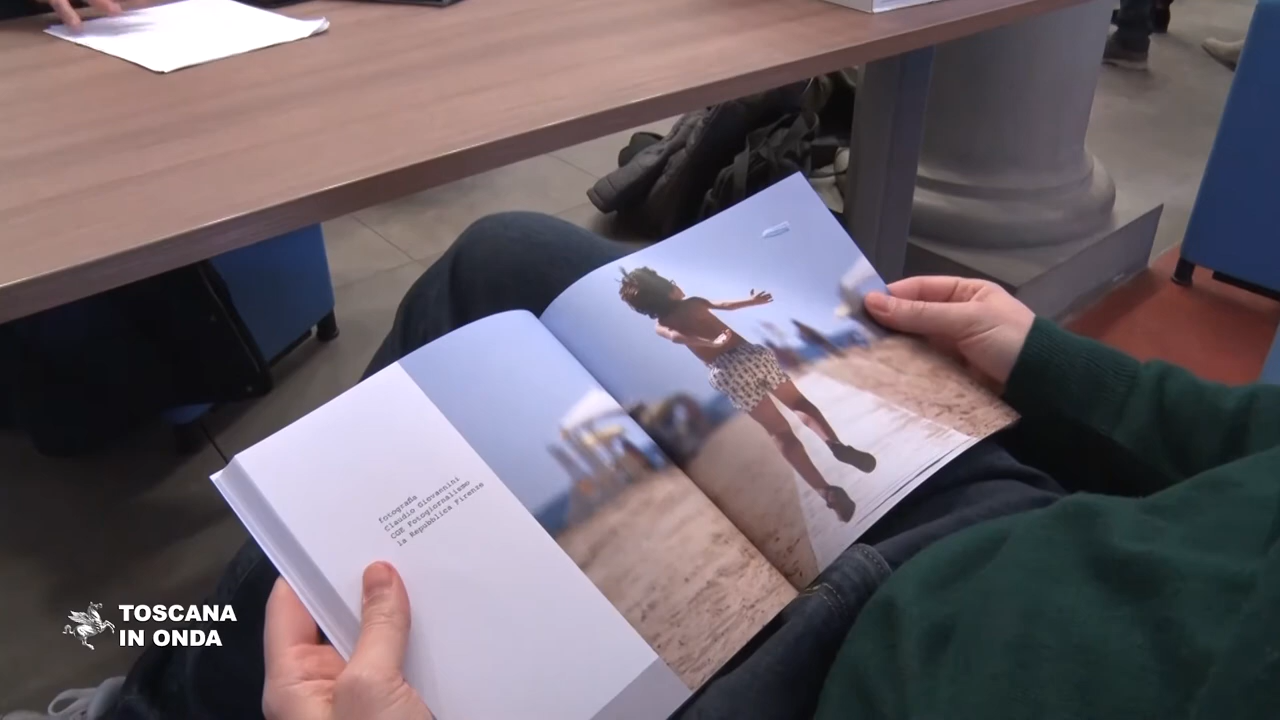 fotografia
Claudio Giovannini
CGE Fotogiornalismo
la Repubblica Firenze
TOSCANA
IN ONDA